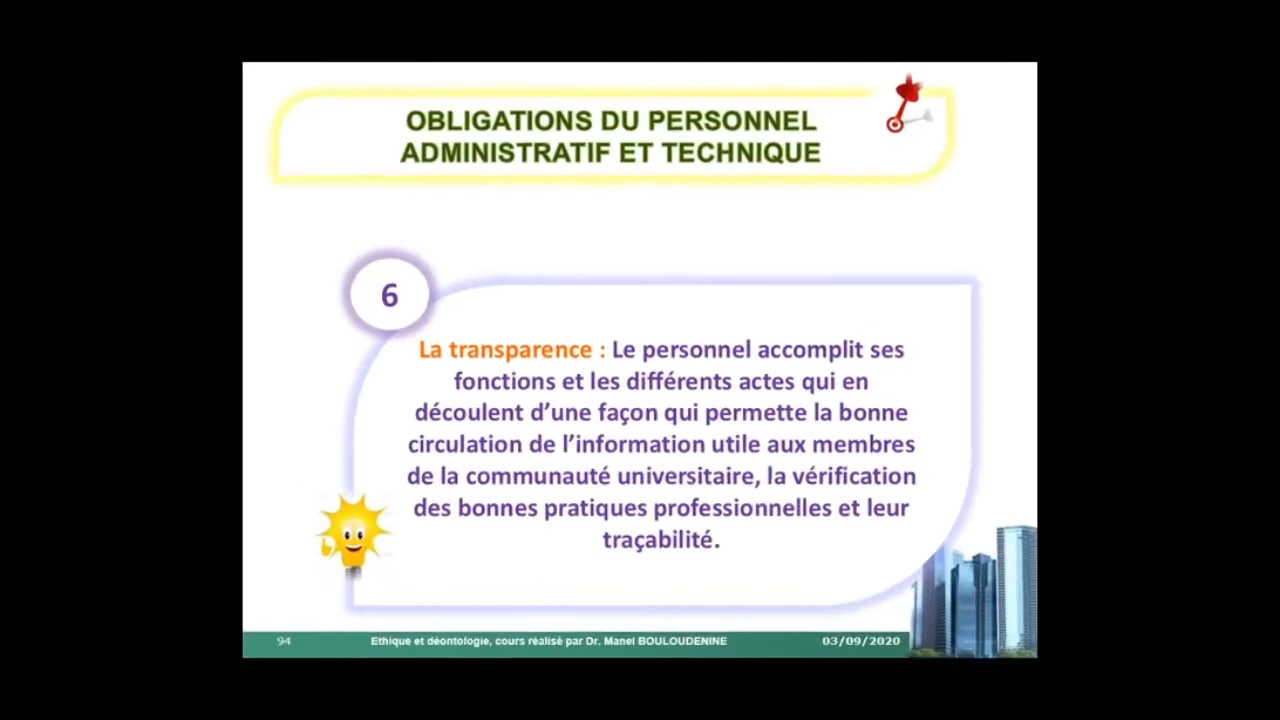 OBLIGATIONS DU PERSONNEL
ADMINISTRATIF ET TECHNIQUE
6
La transparence : Le personnel accomplit ses
fonctions et les différents actes qui en
découlent d’une façon qui permette la bonne
circulation de l’information utile aux membres
de la communauté universitaire, la vérification
des bonnes pratiques professionnelles et leur
traçabilité.
94 Ethique et déontologie, cours réalisé par Dr. Manel BOULOUDENINE 03/09/2020